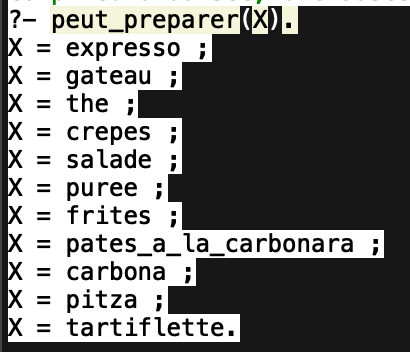 ?- peut_preparer(X).
X = expresso ;
X = gateau ;
X = the ;
X = crepes ;
X = salade ;
X = puree ;
X = frites ;
X = pates_a_la_carbonara ;
X = carbona ;
X = pitza ;
X = tartiflette.